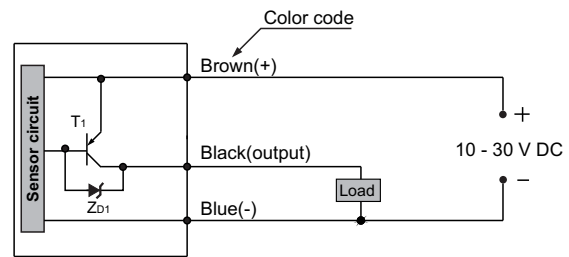 Color code
Brown(+)
Sensor circuit
T1
+
Black(output)
10 - 30 V DC
Load
−
ZD1
Blue(-)